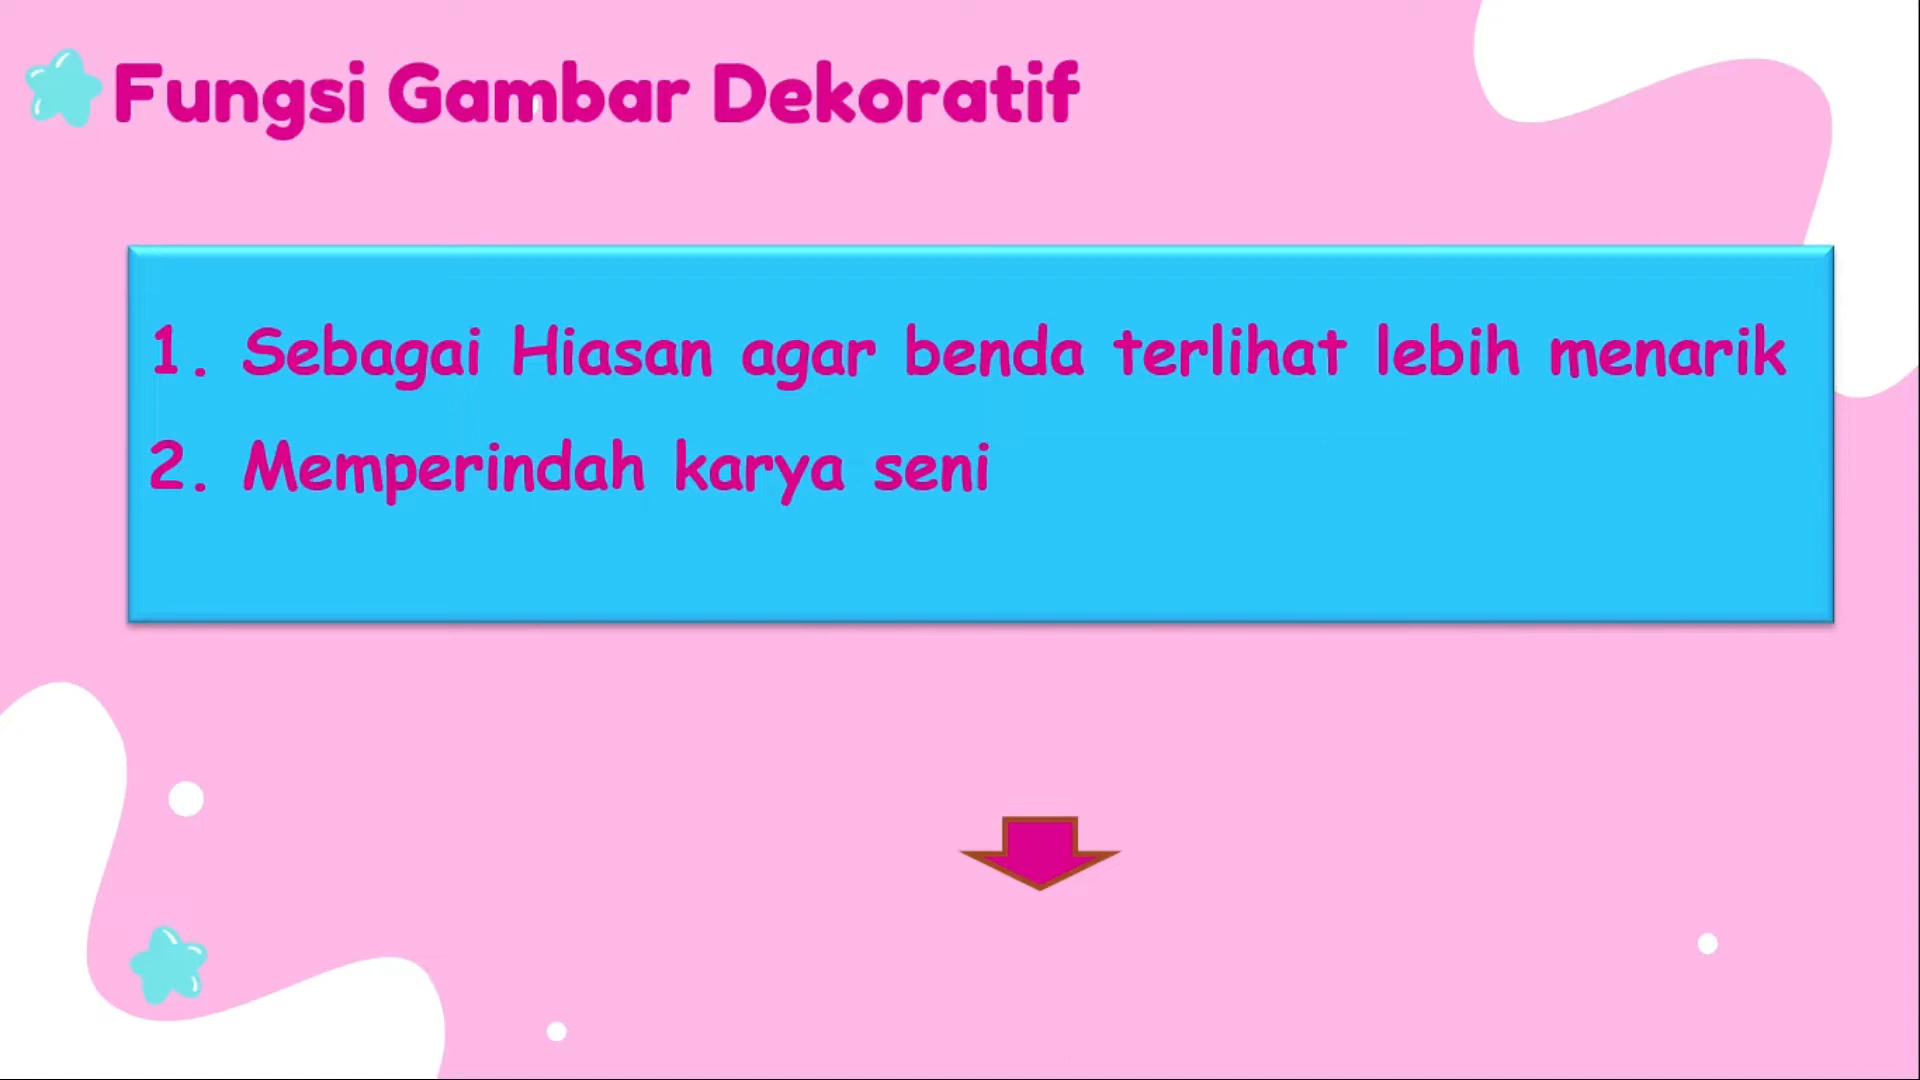 Fungsi Gambar Dekoratif
1. Sebagai Hiasan agar benda terlihat lebih menarik
2. Memperindah karya seni